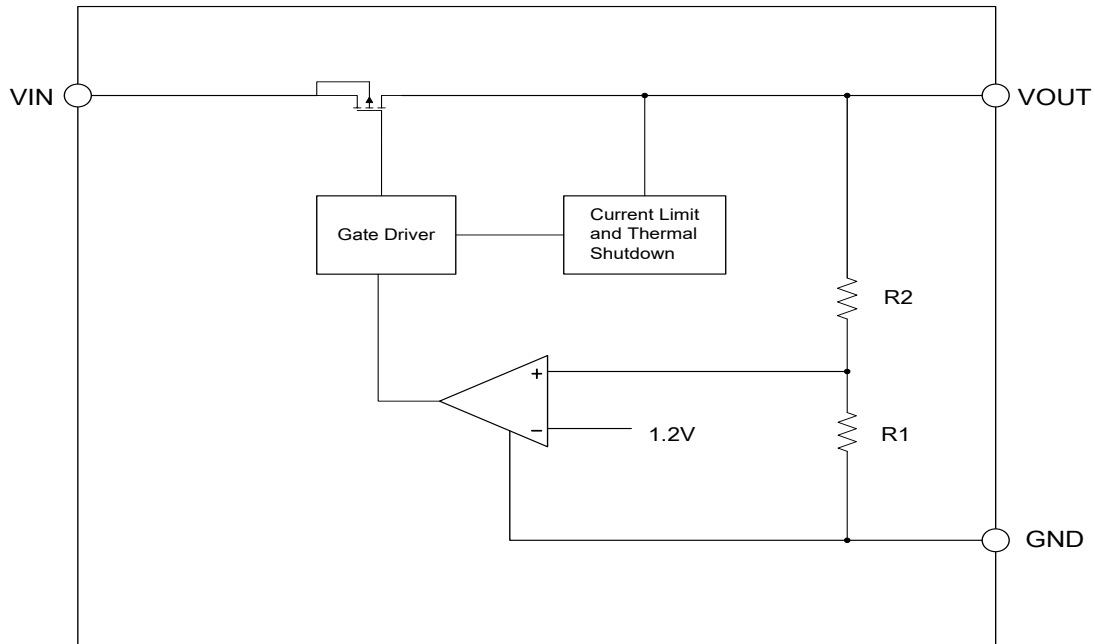 VIN
VOUT
Gate Driver
Current Limit
and Thermal
Shutdown
R2
+
−
1.2V
R1
GND